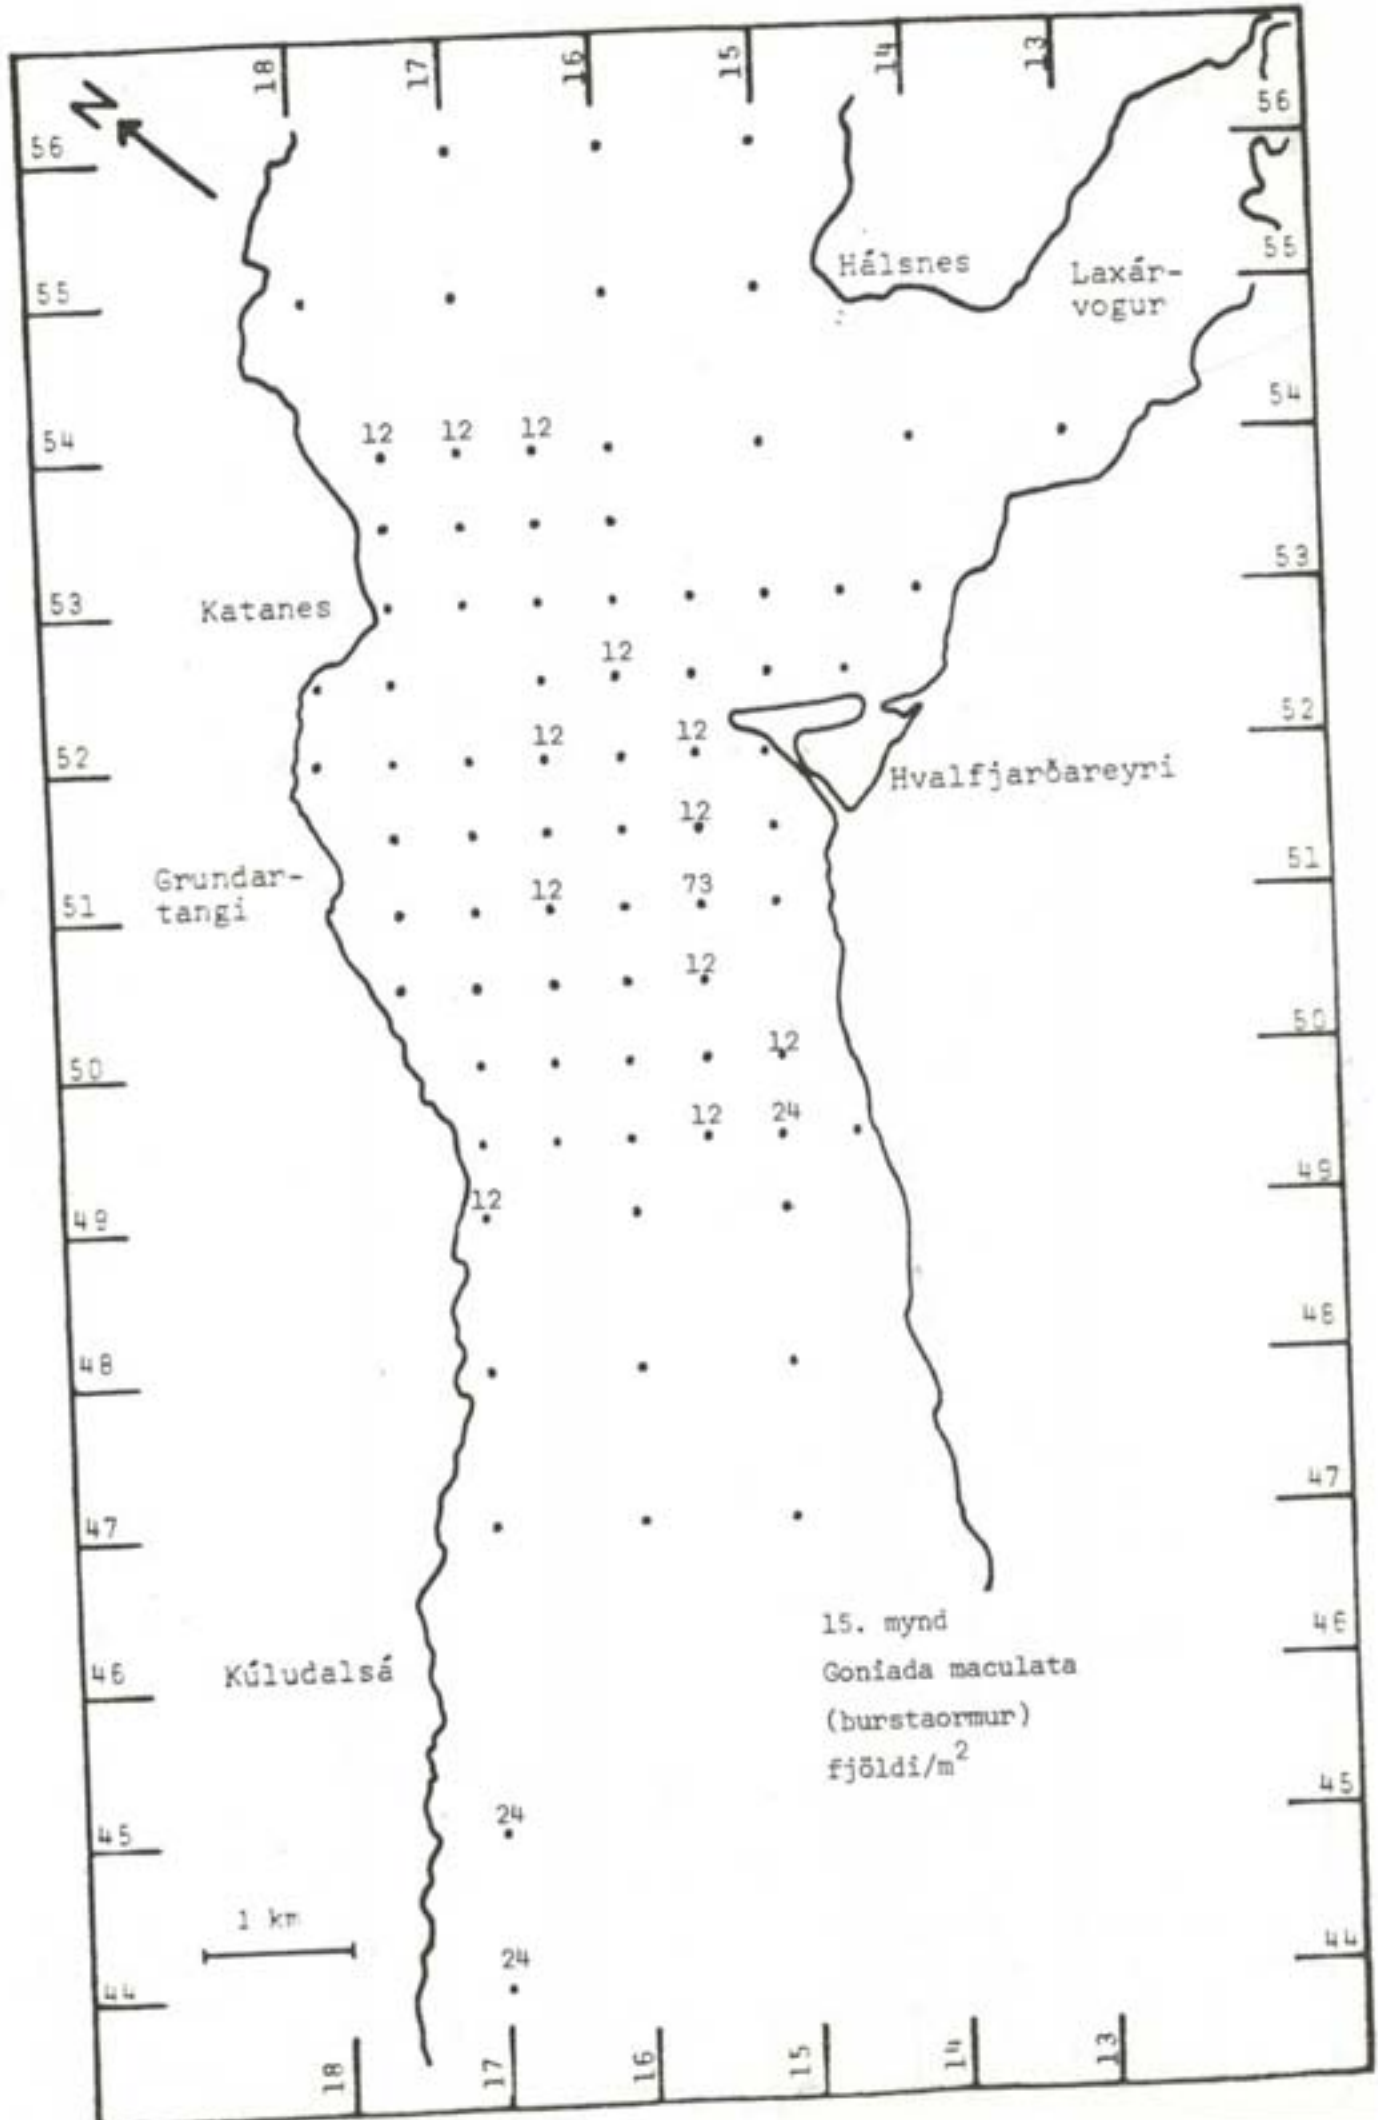 18 17 16 15 14 13
56 56
55
Hálsnes
Laxár-
vogur
55
54
12 12 12
54
53
Katanes
53
12
52
12 12
52
Hvalfjarðareyri
12
51
Grundar-
tangi
51
12 73
12
50
50
12
12 24
49
12
49
48
48
47
47
15. mynd
Goniada maculata
(burstaormur)
fjöldi/m²
46
Kúludalsá
46
45
24
45
1 km
24
44
44
18 17 16 15 14 13
N